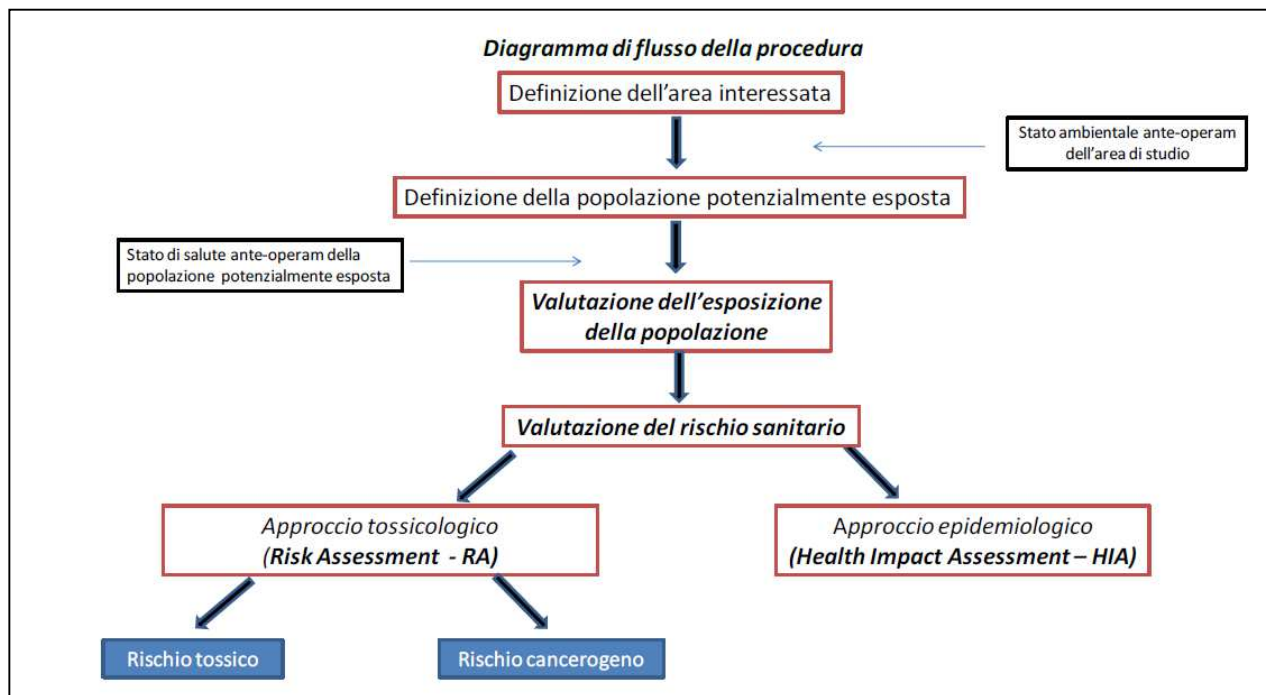 Diagramma di flusso della procedura
Definizione dell'area interessata
Stato ambientale ante-operam
dell'area di studio
Definizione della popolazione potenzialmente esposta
Stato di salute ante-operam della
popolazione potenzialmente esposta
Valutazione dell'esposizione
della popolazione
Valutazione del rischio sanitario
Approccio tossicologico
(Risk Assessment - RA)
Approccio epidemiologico
(Health Impact Assessment – HIA)
Rischio tossico
Rischio cancerogeno